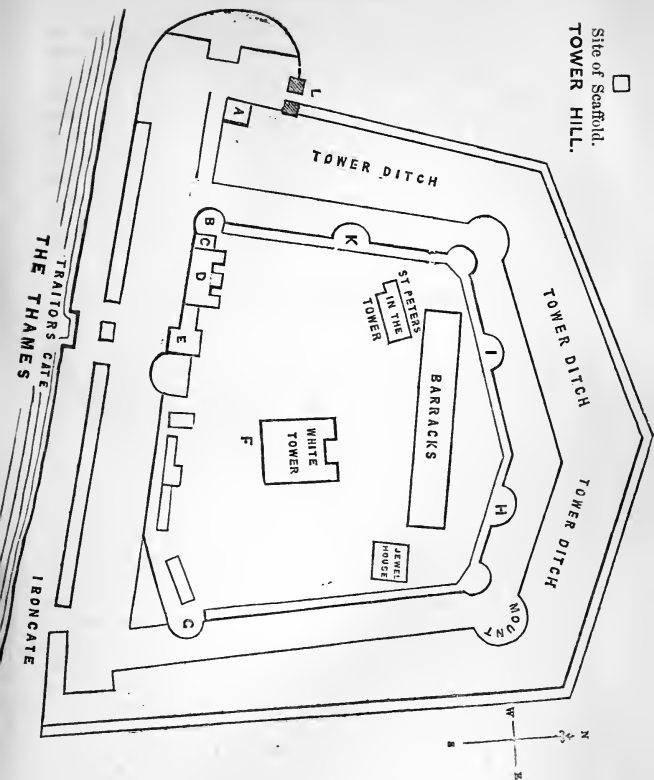 Site of Scaffold.
TOWER HILL.
L
A
TOWER DITCH
TOWER DITCH
TOWER DITCH
B
C
D
E
K
ST PETERS
IN THE
TOWER
I
BARRACKS
H
WHITE
TOWER
F
JEWEL
HOUSE
MOUNT
G
TRAITORS GATE
THE THAMES
IRONGATE
N
W
E
S